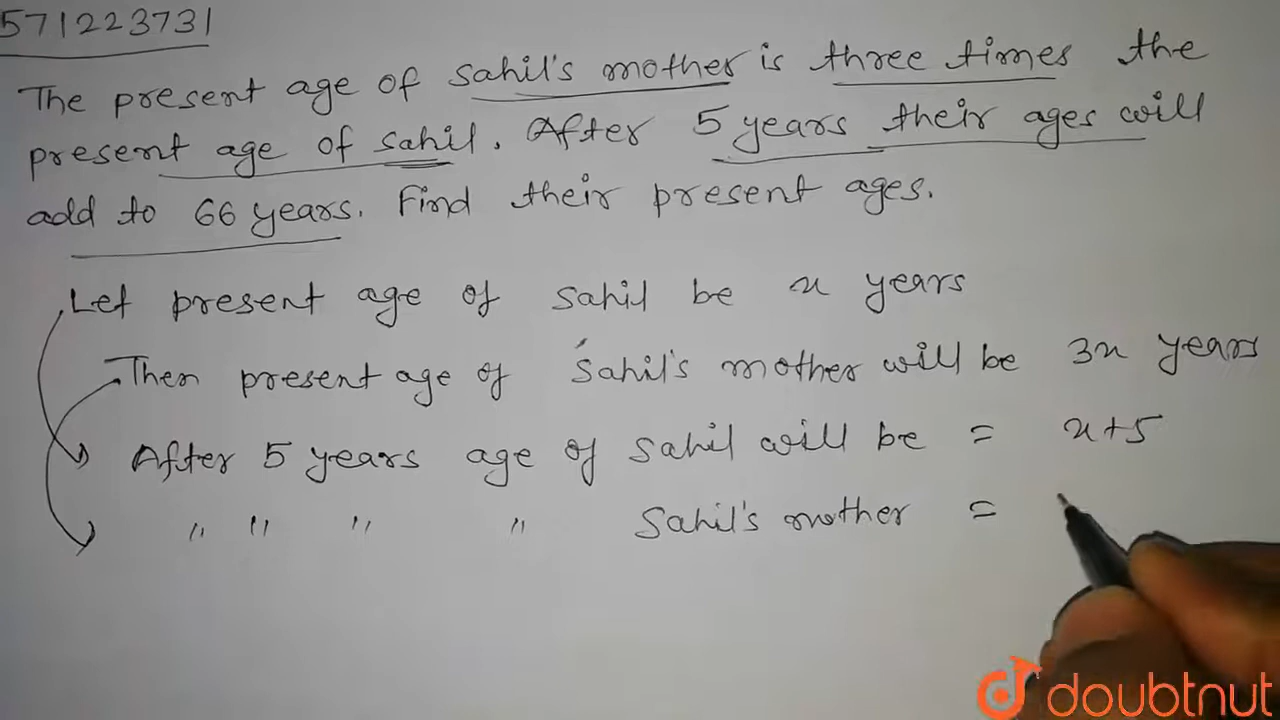 571223731
The present age of Sahil's mother is three times the
present age of Sahil. After 5 years their ages will
add to 66 years. Find their present ages.
Let present age of Sahil be x years
Then present age of Sahil's mother will be 3x years
After 5 years age of Sahil will be = x+5
" " " " Sahil's mother =
doubtnut